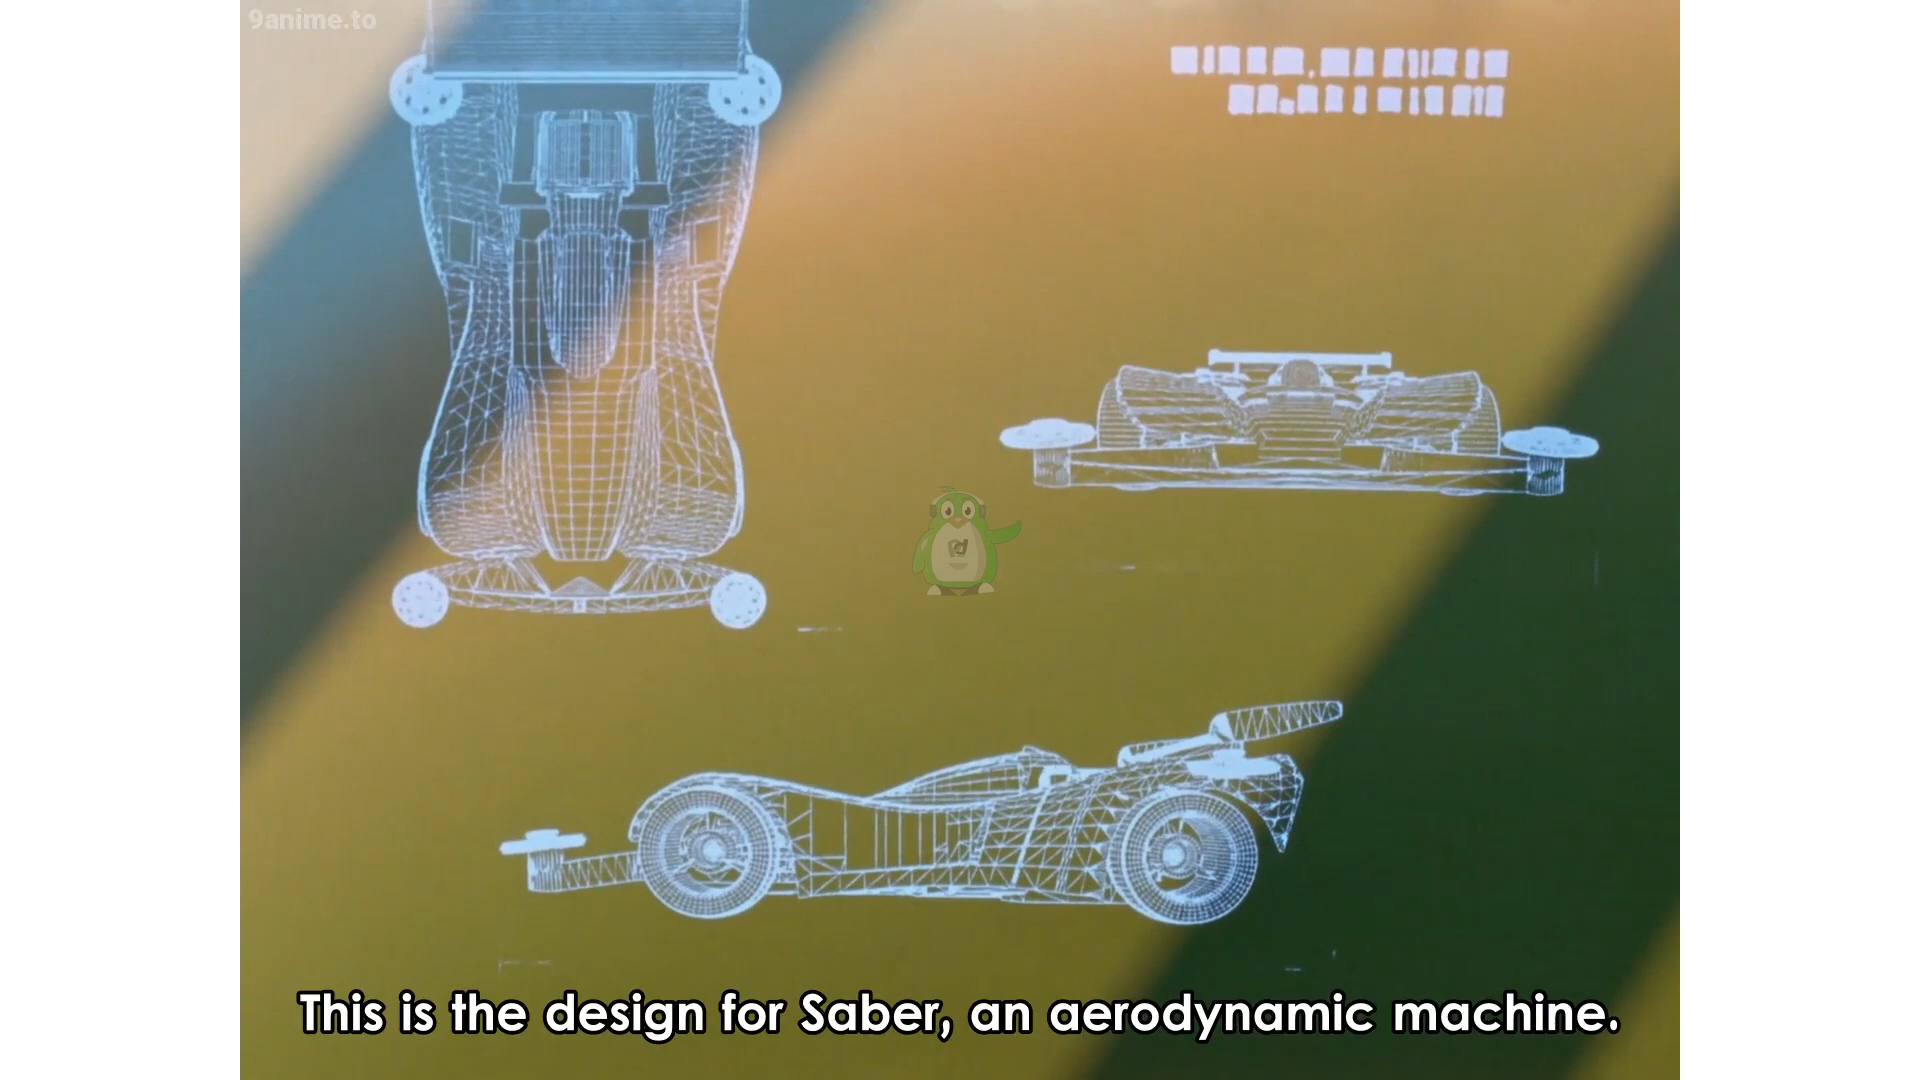 9anime.to
This is the design for Saber, an aerodynamic machine.